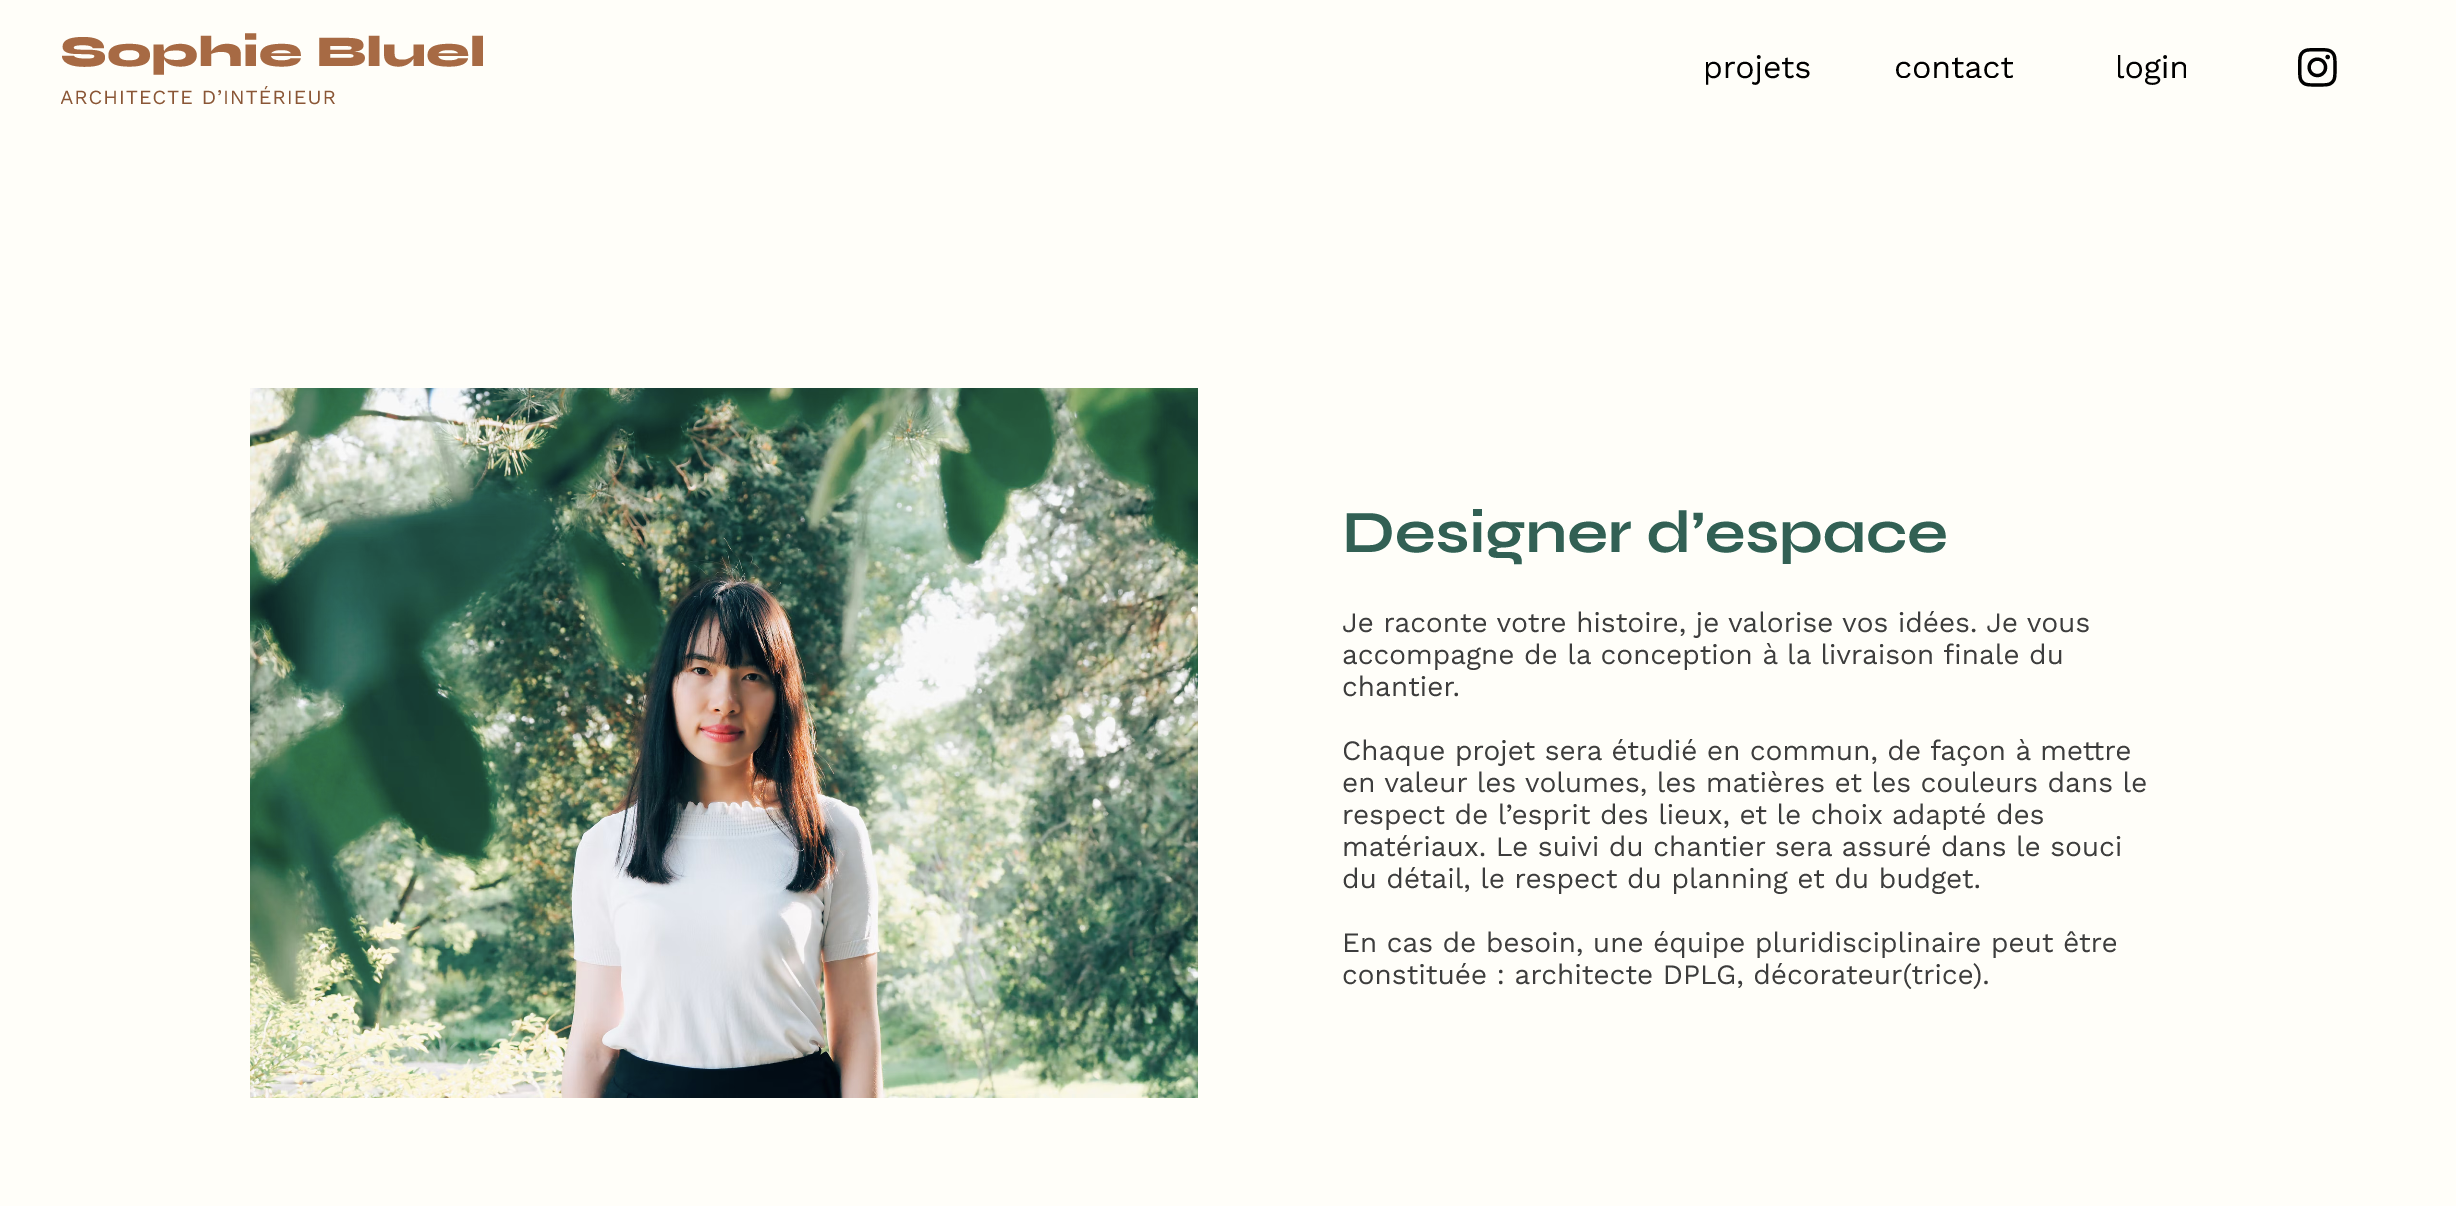 Sophie Bluel
ARCHITECTE D’INTÉRIEUR
projets
contact
login
Designer d’espace
Je raconte votre histoire, je valorise vos idées. Je vous
accompagne de la conception à la livraison finale du
chantier.
Chaque projet sera étudié en commun, de façon à mettre
en valeur les volumes, les matières et les couleurs dans le
respect de l’esprit des lieux, et le choix adapté des
matériaux. Le suivi du chantier sera assuré dans le souci
du détail, le respect du planning et du budget.
En cas de besoin, une équipe pluridisciplinaire peut être
constituée : architecte DPLG, décorateur(trice).